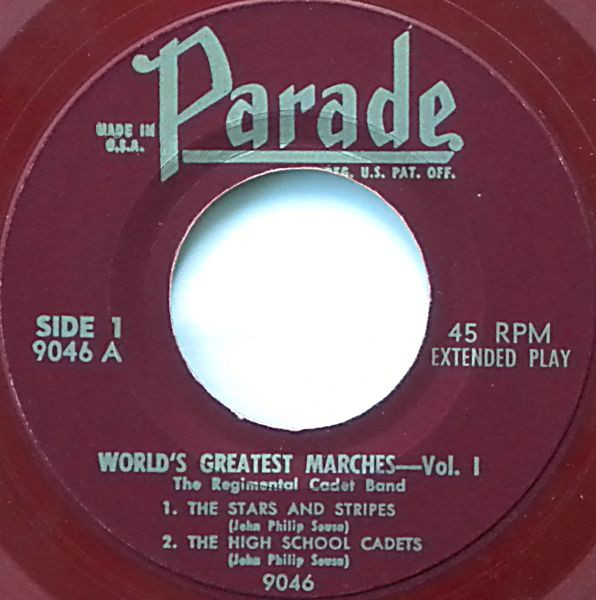 Parade
MADE IN
U.S.A.
REG. U.S. PAT. OFF.
SIDE 1
9046 A
45 RPM
EXTENDED PLAY
WORLD'S GREATEST MARCHES—Vol. I
The Regimental Cadet Band
1. THE STARS AND STRIPES
(John Philip Sousa)
2. THE HIGH SCHOOL CADETS
(John Philip Sousa)
9046